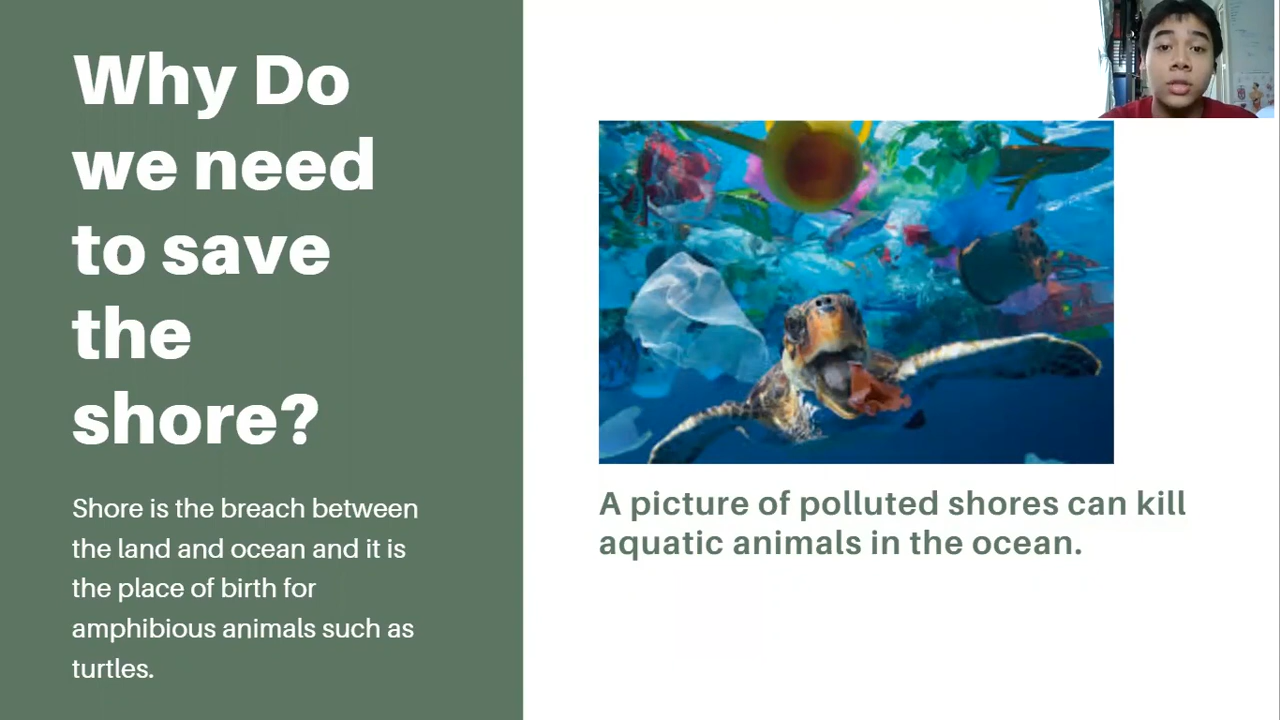 Why Do
we need
to save
the
shore?
Shore is the breach between
the land and ocean and it is
the place of birth for
amphibious animals such as
turtles.
A picture of polluted shores can kill
aquatic animals in the ocean.